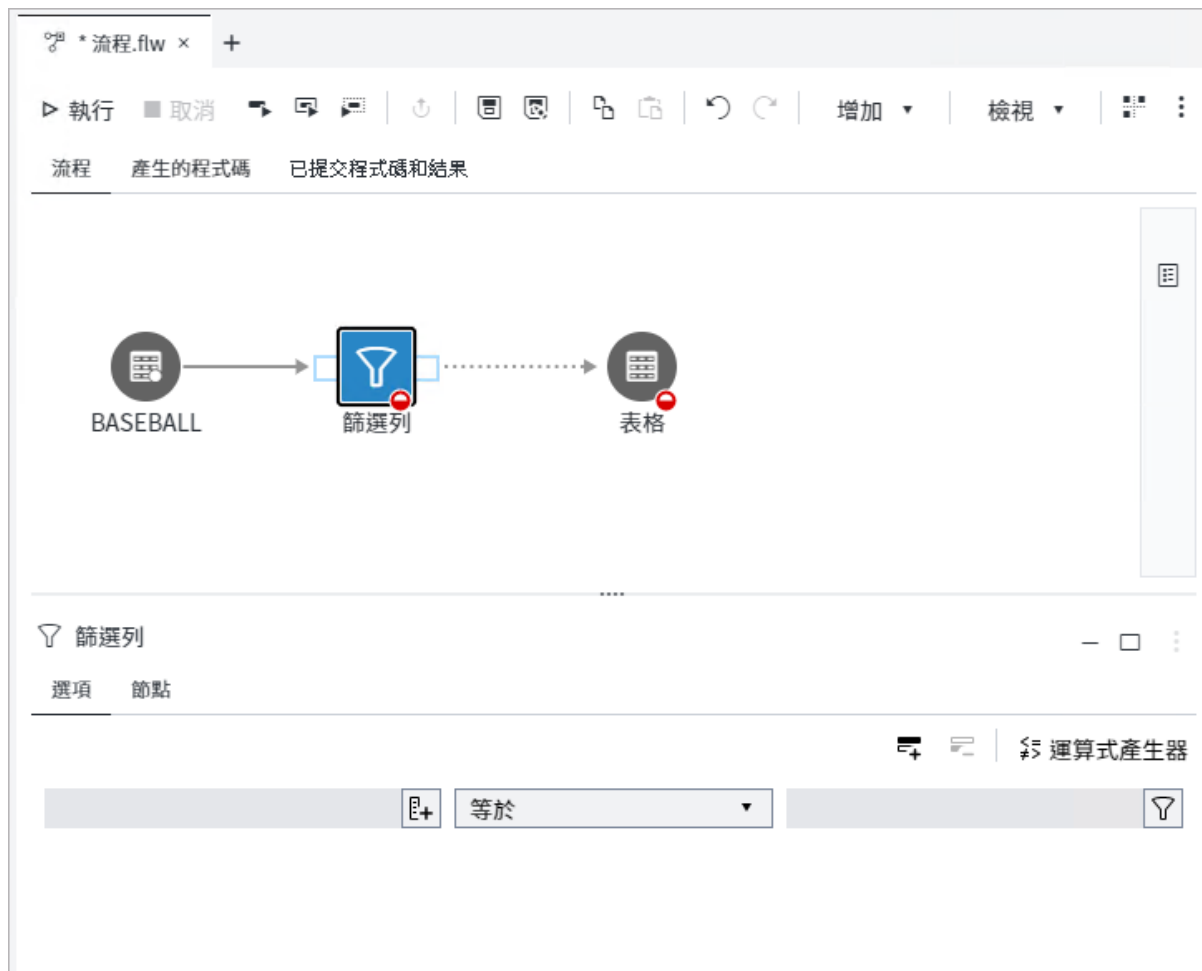 * 流程.flw × +
執行 取消 增加 ▼ 檢視 ▼
流程 產生的程式碼 已提交程式碼和結果
BASEBALL 篩選列 表格
篩選列
選項 節點
運算式產生器
等於 ▼